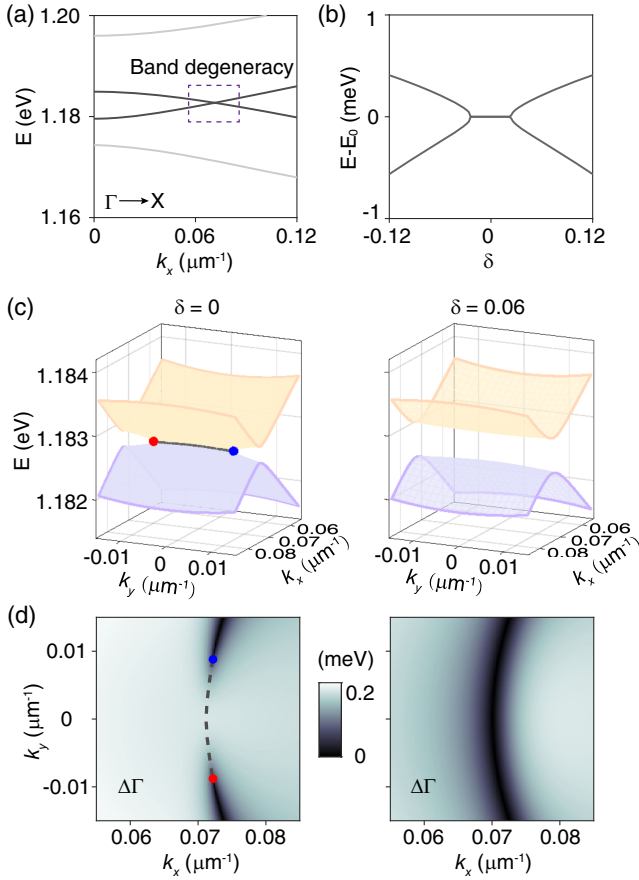 (a)
1.20
E (eV)
1.18
1.16
Band degeneracy
Γ → X
0
0.06
0.12
kₓ (μm⁻¹)
(b)
1
E-E₀ (meV)
0
-1
-0.12
0
0.12
δ
(c)
δ = 0
1.184
E (eV)
1.183
1.182
-0.01
0
0.01
k_y (μm⁻¹)
0.08
0.07
0.06
kₓ (μm⁻¹)
δ = 0.06
-0.01
0
0.01
k_y (μm⁻¹)
0.08
0.07
0.06
kₓ (μm⁻¹)
(d)
0.01
k_y (μm⁻¹)
0
-0.01
ΔΓ
0.06
0.07
0.08
kₓ (μm⁻¹)
(meV)
0.2
0
ΔΓ
0.06
0.07
0.08
kₓ (μm⁻¹)